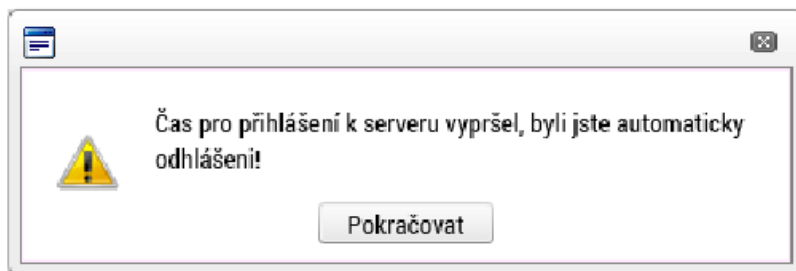 Čas pro přihlášení k serveru vypršel, byli jste automaticky
odhlášeni!
Pokračovat